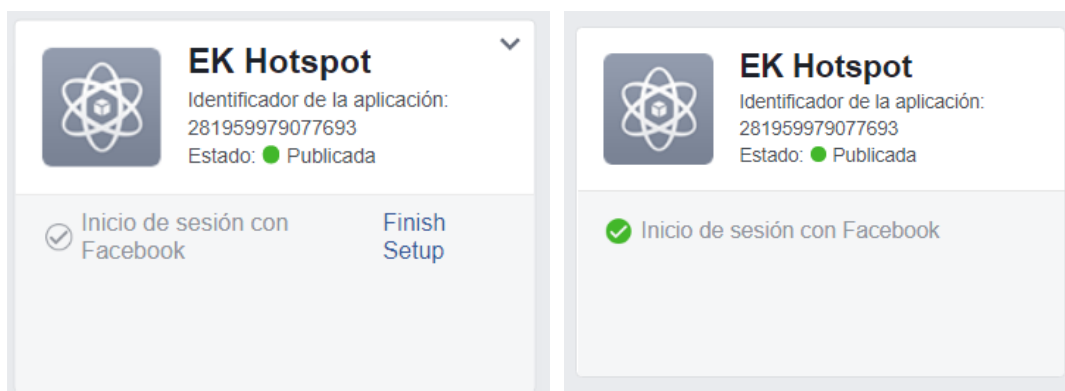 EK Hotspot
Identificador de la aplicación:
281959979077693
Estado: Publicada
Inicio de sesión con
Facebook
Finish
Setup
EK Hotspot
Identificador de la aplicación:
281959979077693
Estado: Publicada
Inicio de sesión con Facebook